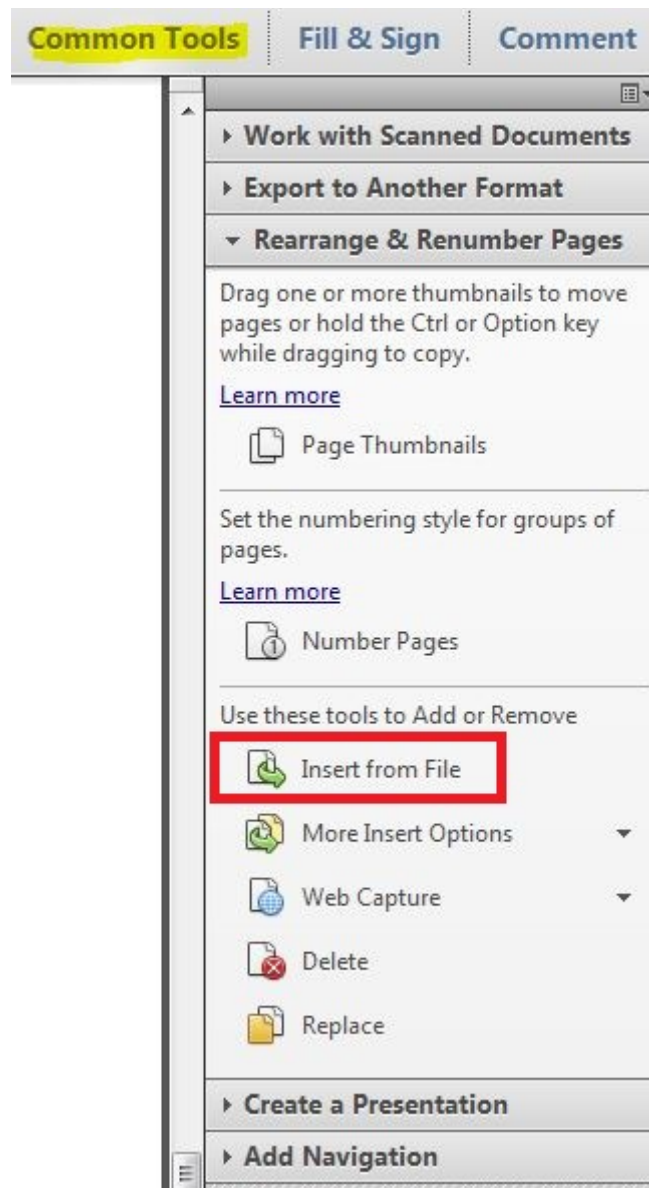 Common Tools Fill & Sign Comment
Work with Scanned Documents
Export to Another Format
Rearrange & Renumber Pages
Drag one or more thumbnails to move
pages or hold the Ctrl or Option key
while dragging to copy.
Learn more
Page Thumbnails
Set the numbering style for groups of
pages.
Learn more
1 Number Pages
Use these tools to Add or Remove
Insert from File
More Insert Options
Web Capture
Delete
Replace
Create a Presentation
Add Navigation